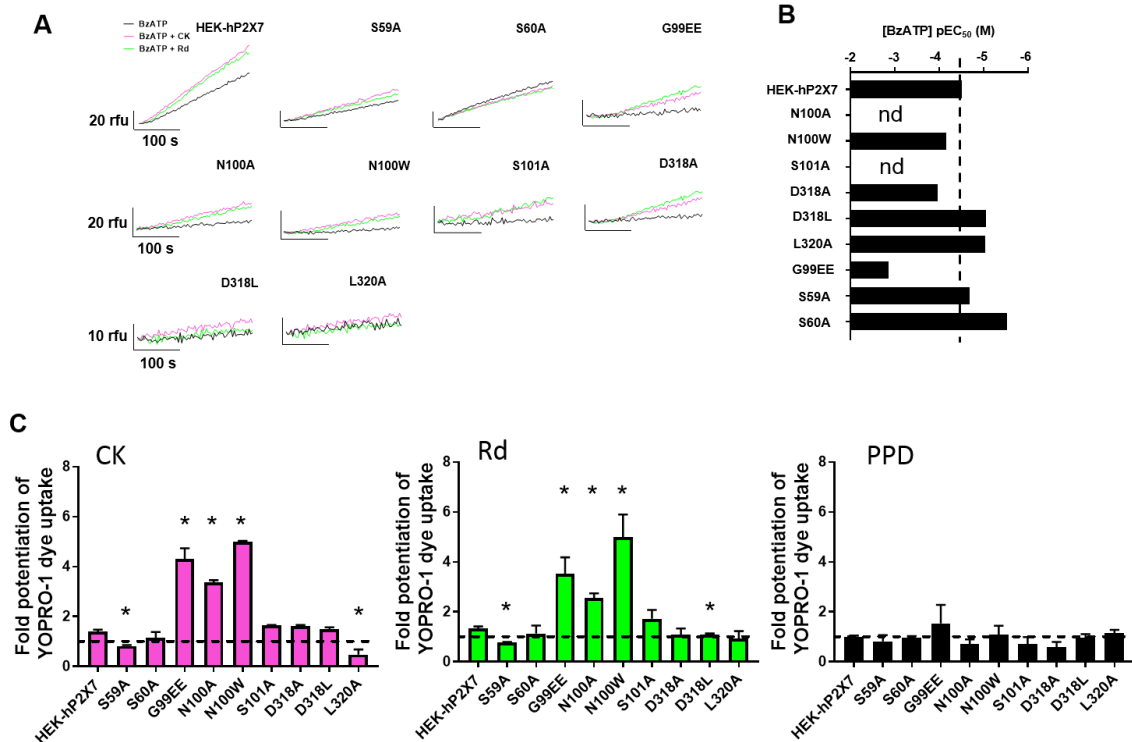 A
BzATP
BzATP + CK
BzATP + Rd
HEK-hP2X7
S59A
S60A
G99EE
20 rfu
100 s
N100A
N100W
S101A
D318A
20 rfu
100 s
D318L
L320A
10 rfu
100 s
B
[BzATP] pEC50 (M)
-2 -3 -4 -5 -6
HEK-hP2X7
N100A nd
N100W
S101A nd
D318A
D318L
L320A
G99EE
S59A
S60A
C
CK
Fold potentiation of
YOPRO-1 dye uptake
8
6
4
2
0
* * * * *
HEK-hP2X7 S59A S60A G99EE N100A N100W S101A D318A D318L L320A
Rd
Fold potentiation of
YOPRO-1 dye uptake
8
6
4
2
0
* * * * *
HEK-hP2X7 S59A S60A G99EE N100A N100W S101A D318A D318L L320A
PPD
Fold potentiation of
YOPRO-1 dye uptake
8
6
4
2
0
HEK-hP2X7 S59A S60A G99EE N100A N100W S101A D318A D318L L320A